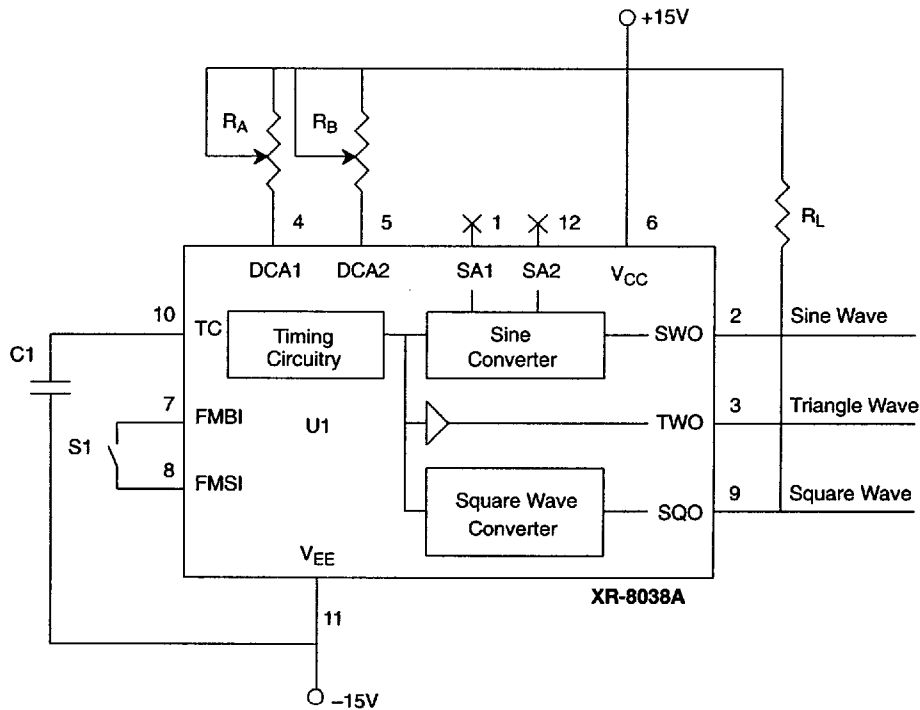 +15V
R_A
R_B
R_L
4
5
1
12
6
DCA1
DCA2
SA1
SA2
V_CC
10
TC
Timing
Circuitry
Sine
Converter
SWO
2
Sine Wave
C1
7
FMBI
U1
TWO
3
Triangle Wave
S1
8
FMSI
Square Wave
Converter
SQO
9
Square Wave
V_EE
XR-8038A
11
–15V